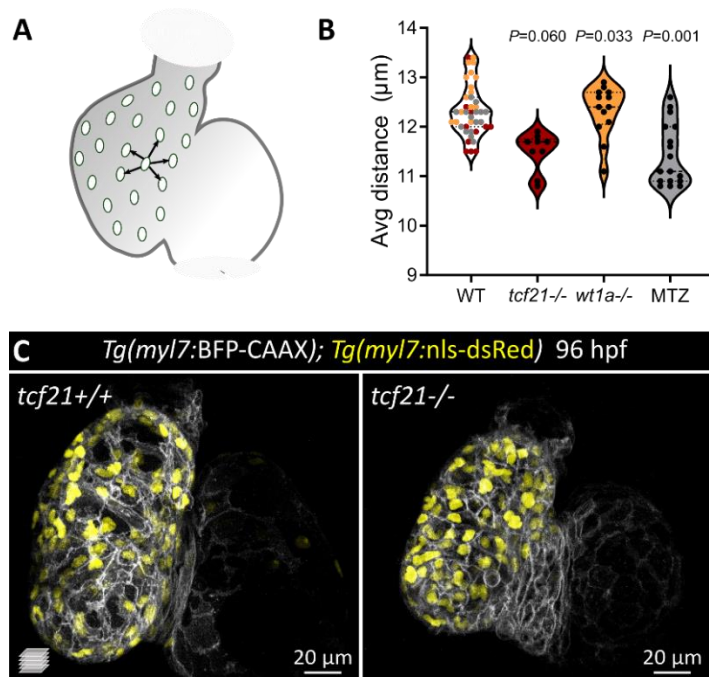 A
B
P=0.060 P=0.033 P=0.001
Avg distance (µm)
14
13
12
11
10
9
WT tcf21-/- wt1a-/- MTZ
C Tg(myl7:BFP-CAAX); Tg(myl7:nls-dsRed) 96 hpf
tcf21+/+ tcf21-/-
20 µm 20 µm